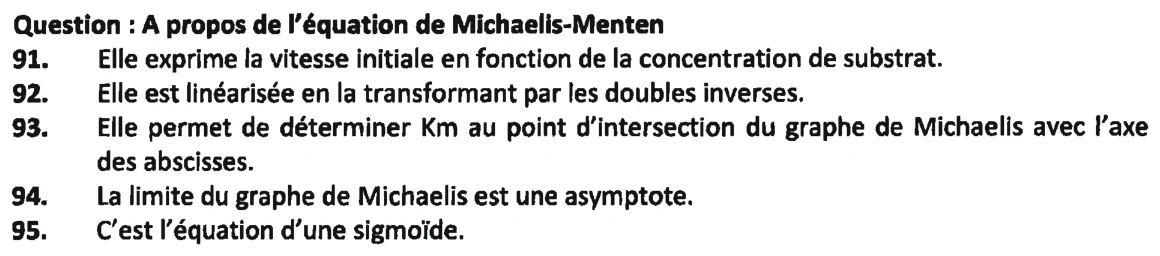 Question : A propos de l'équation de Michaelis-Menten
91. Elle exprime la vitesse initiale en fonction de la concentration de substrat.
92. Elle est linéarisée en la transformant par les doubles inverses.
93. Elle permet de déterminer Km au point d'intersection du graphe de Michaelis avec l'axe
des abscisses.
94. La limite du graphe de Michaelis est une asymptote.
95. C'est l'équation d'une sigmoïde.